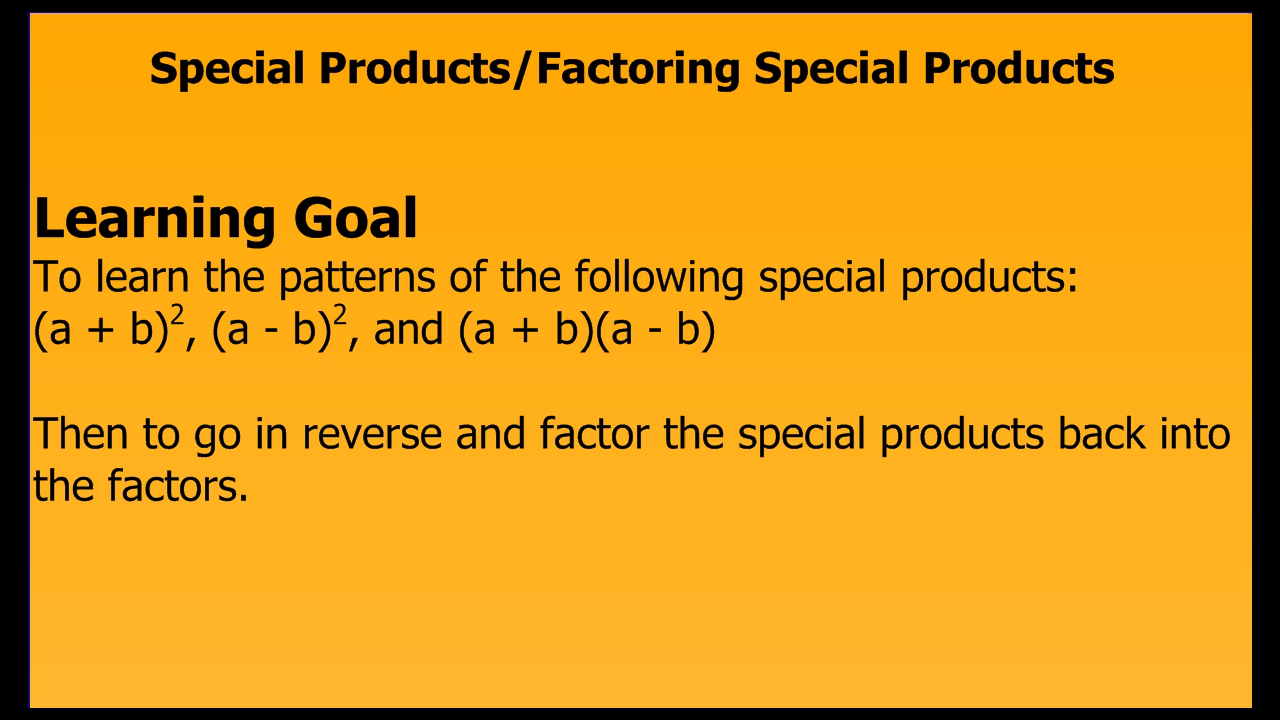 Special Products/Factoring Special Products
Learning Goal
To learn the patterns of the following special products:
(a + b)², (a - b)², and (a + b)(a - b)
Then to go in reverse and factor the special products back into
the factors.